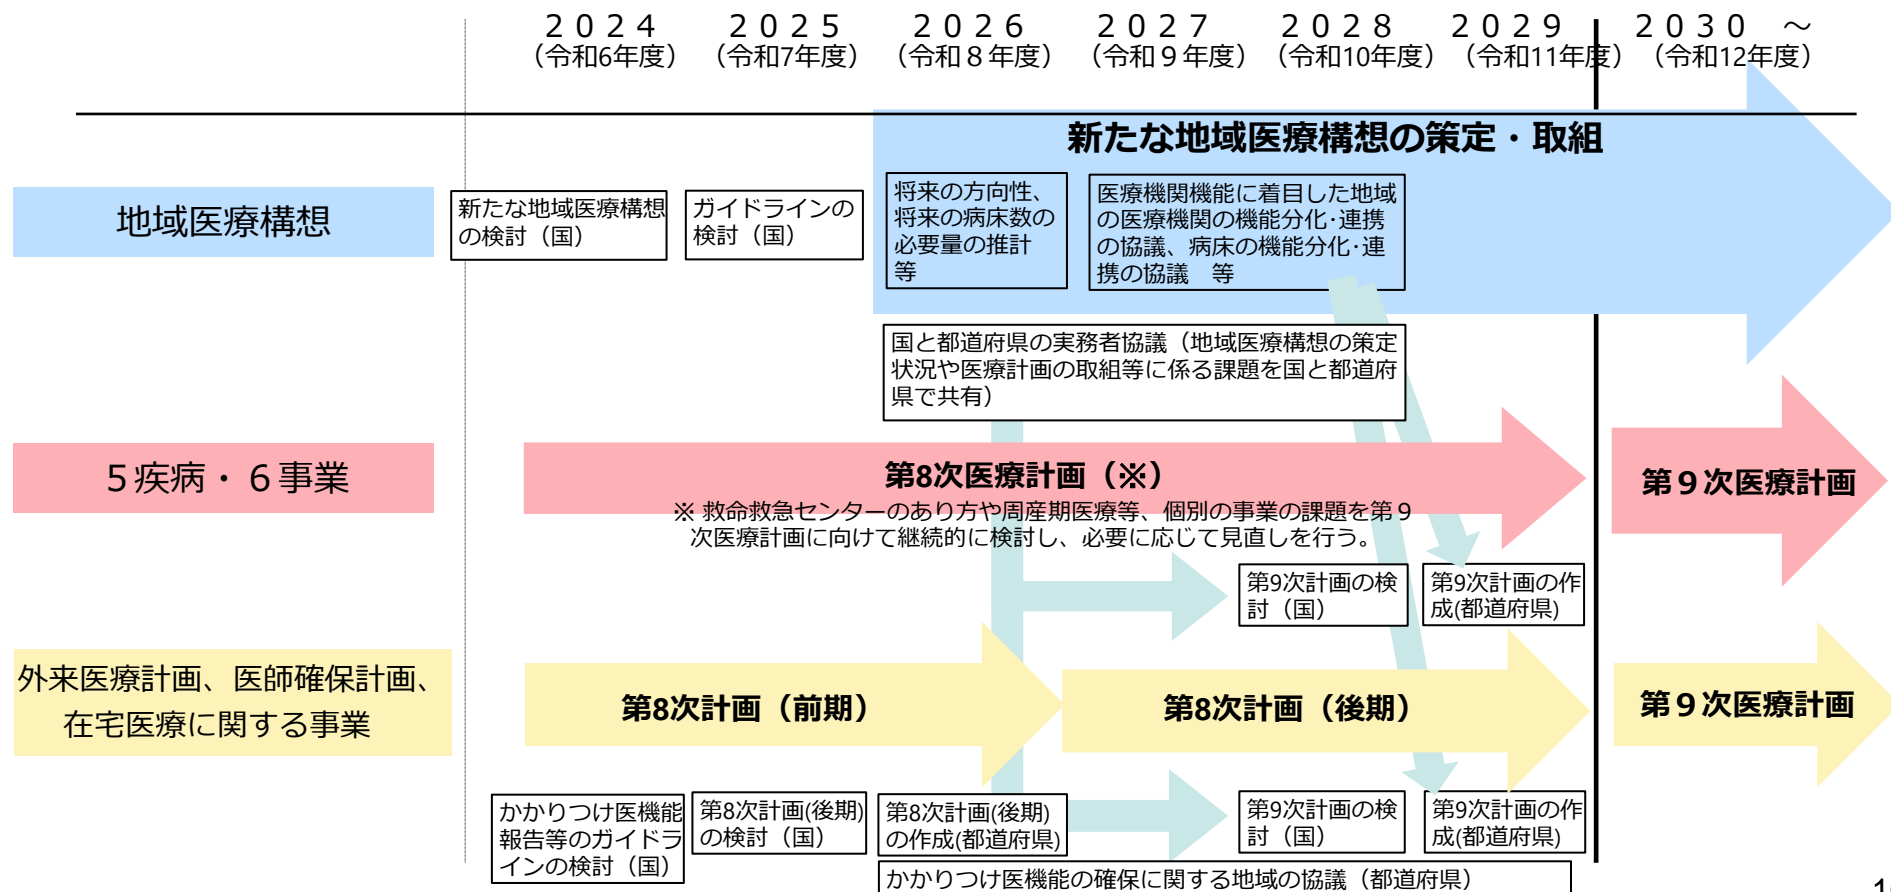 ２０２４
（令和6年度）
２０２５
（令和7年度）
２０２６
（令和８年度）
２０２７
（令和９年度）
２０２８
（令和10年度）
２０２９
（令和11年度）
２０３０　～
（令和12年度）
新たな地域医療構想の策定・取組
地域医療構想
新たな地域医療構想
の検討（国）
ガイドラインの
検討（国）
将来の方向性、
将来の病床数の
必要量の推計
等
医療機関機能に着目した地域
の医療機関の機能分化･連携
の協議、病床の機能分化･連
携の協議　等
国と都道府県の実務者協議（地域医療構想の策定
状況や医療計画の取組等に係る課題を国と都道府
県で共有）
５疾病・６事業
第8次医療計画（※）
※ 救命救急センターのあり方や周産期医療等、個別の事業の課題を第９
次医療計画に向けて継続的に検討し、必要に応じて見直しを行う。
第９次医療計画
第9次計画の検
討（国）
第9次計画の作
成(都道府県)
外来医療計画、医師確保計画、
在宅医療に関する事業
第8次計画（前期）
第8次計画（後期）
第９次医療計画
かかりつけ医機能
報告等のガイドラ
インの検討（国）
第8次計画(後期)
の検討（国）
第8次計画(後期)
の作成(都道府県)
第9次計画の検
討（国）
第9次計画の作
成(都道府県)
かかりつけ医機能の確保に関する地域の協議（都道府県）